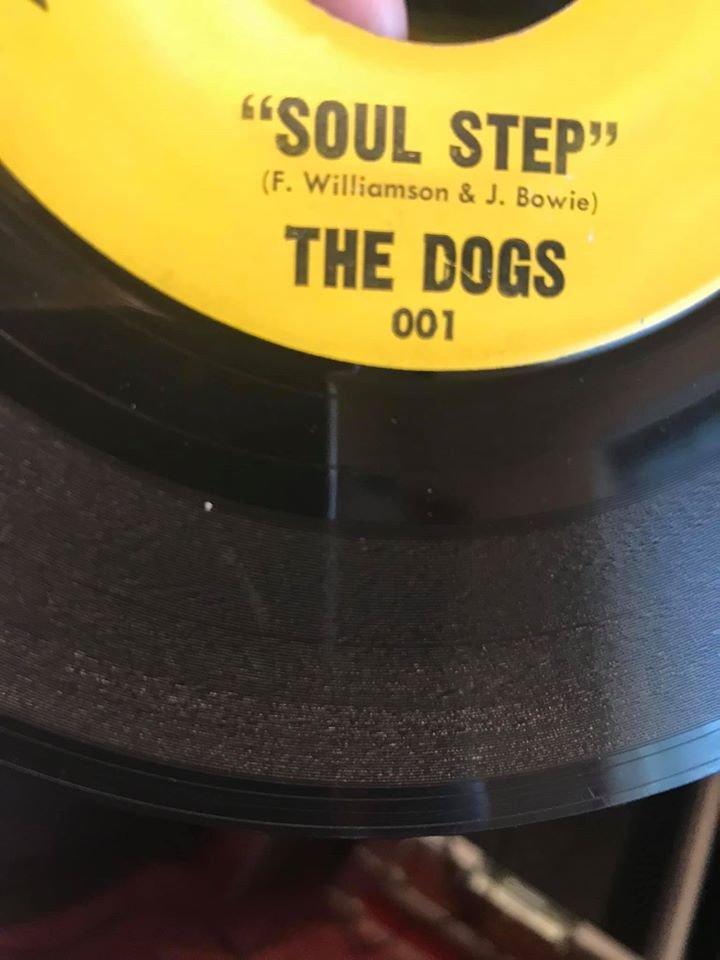 “SOUL STEP”
(F. Williamson & J. Bowie)
THE DOGS
001